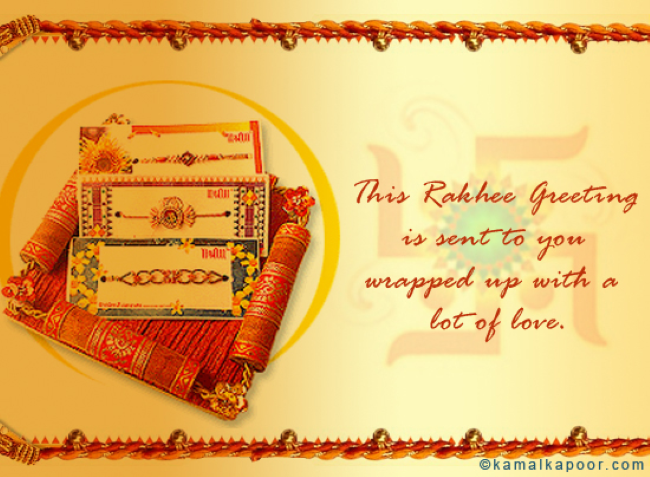 This Rakhee Greeting
is sent to you
wrapped up with a
lot of love.
©kamalkapoor.com